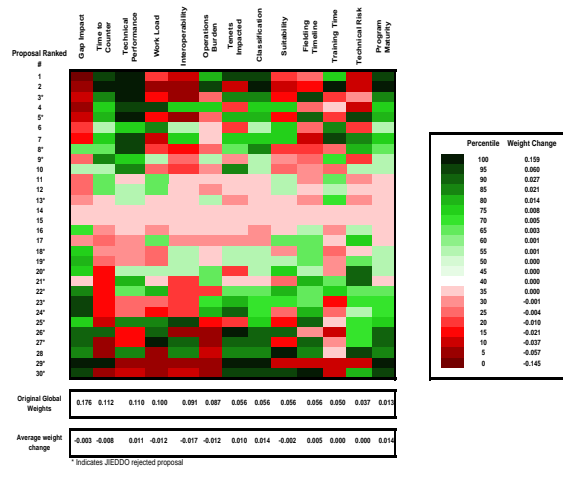 Proposal Ranked
#
Gap Impact
Time to
Counter
Technical
Performance
Work Load
Interoperability
Operations
Burden
Tenets
Impacted
Classification
Suitability
Fielding
Timeline
Training Time
Technical Risk
Program
Maturity
1
2
3*
4
5*
6
7
8*
9*
10
11
12
13*
14
15
16
17
18*
19*
20*
21*
22*
23*
24*
25*
26*
27*
28
29*
30*
Percentile Weight Change
100 0.159
95 0.060
90 0.027
85 0.021
80 0.014
75 0.008
70 0.005
65 0.003
60 0.001
55 0.001
50 0.000
45 0.000
40 0.000
35 0.000
30 -0.001
25 -0.004
20 -0.010
15 -0.021
10 -0.037
5 -0.057
0 -0.145
Original Global
Weights
0.176 0.112 0.110 0.100 0.091 0.087 0.056 0.056 0.056 0.056 0.050 0.037 0.013
Average weight
change
-0.003 -0.008 0.011 -0.012 -0.017 -0.012 0.010 0.014 -0.002 0.005 0.000 0.000 0.014
* Indicates JIEDDO rejected proposal